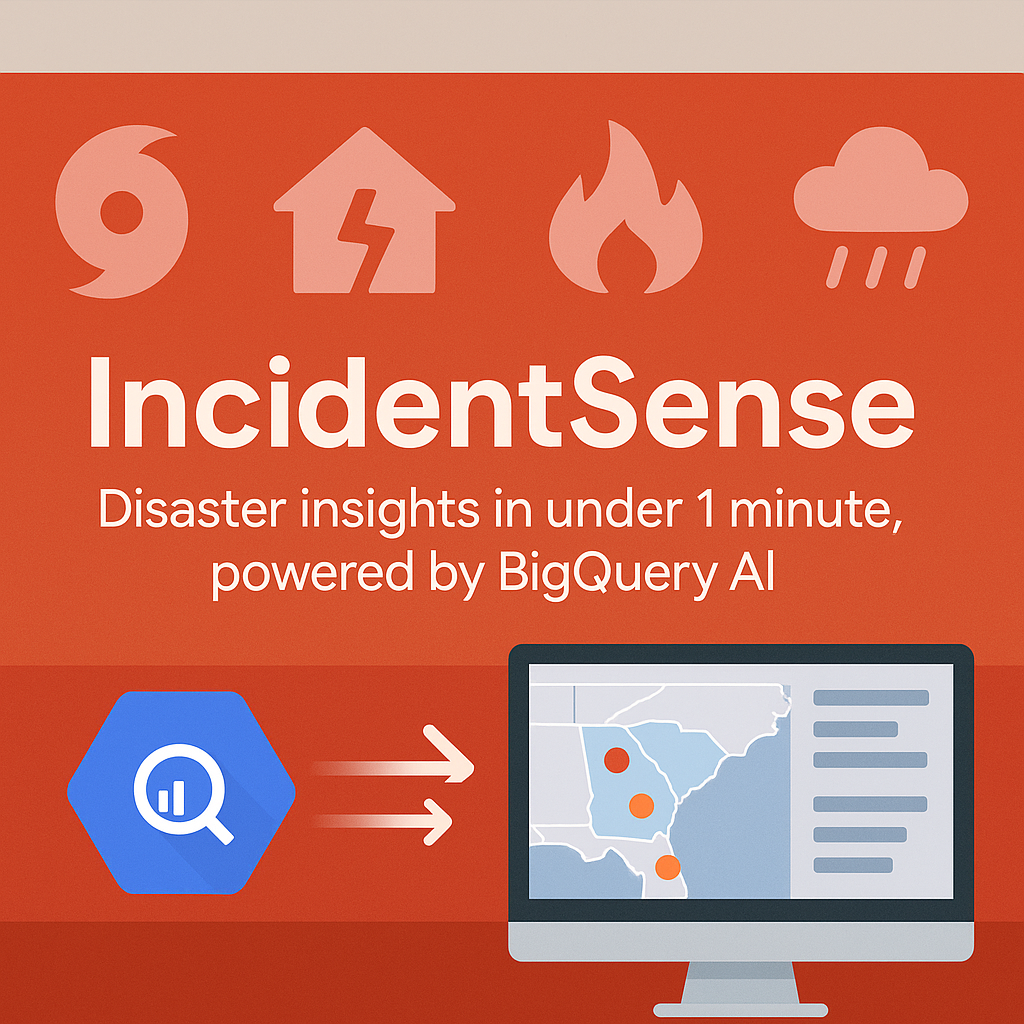 IncidentSense
Disaster insights in under 1 minute,
powered by BigQuery AI